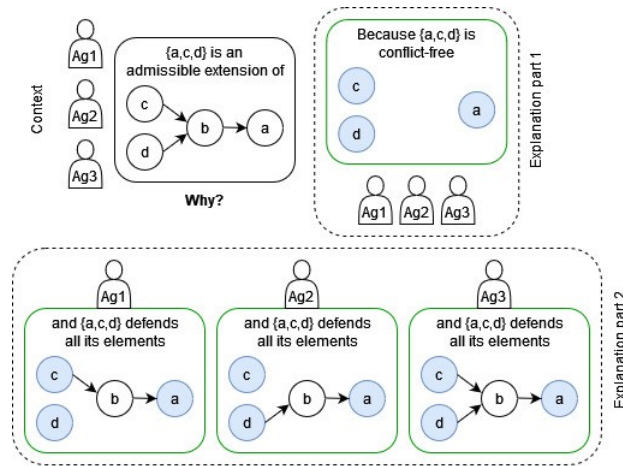 Context
Ag1
Ag2
Ag3
{a,c,d} is an
admissible extension of
c
d
b
a
Why?
Because {a,c,d} is
conflict-free
c
d
a
Ag1
Ag2
Ag3
Explanation part 1
Ag1
and {a,c,d} defends
all its elements
c
b
a
d
Ag2
and {a,c,d} defends
all its elements
c
b
a
d
Ag3
and {a,c,d} defends
all its elements
c
b
a
d
Explanation part 2